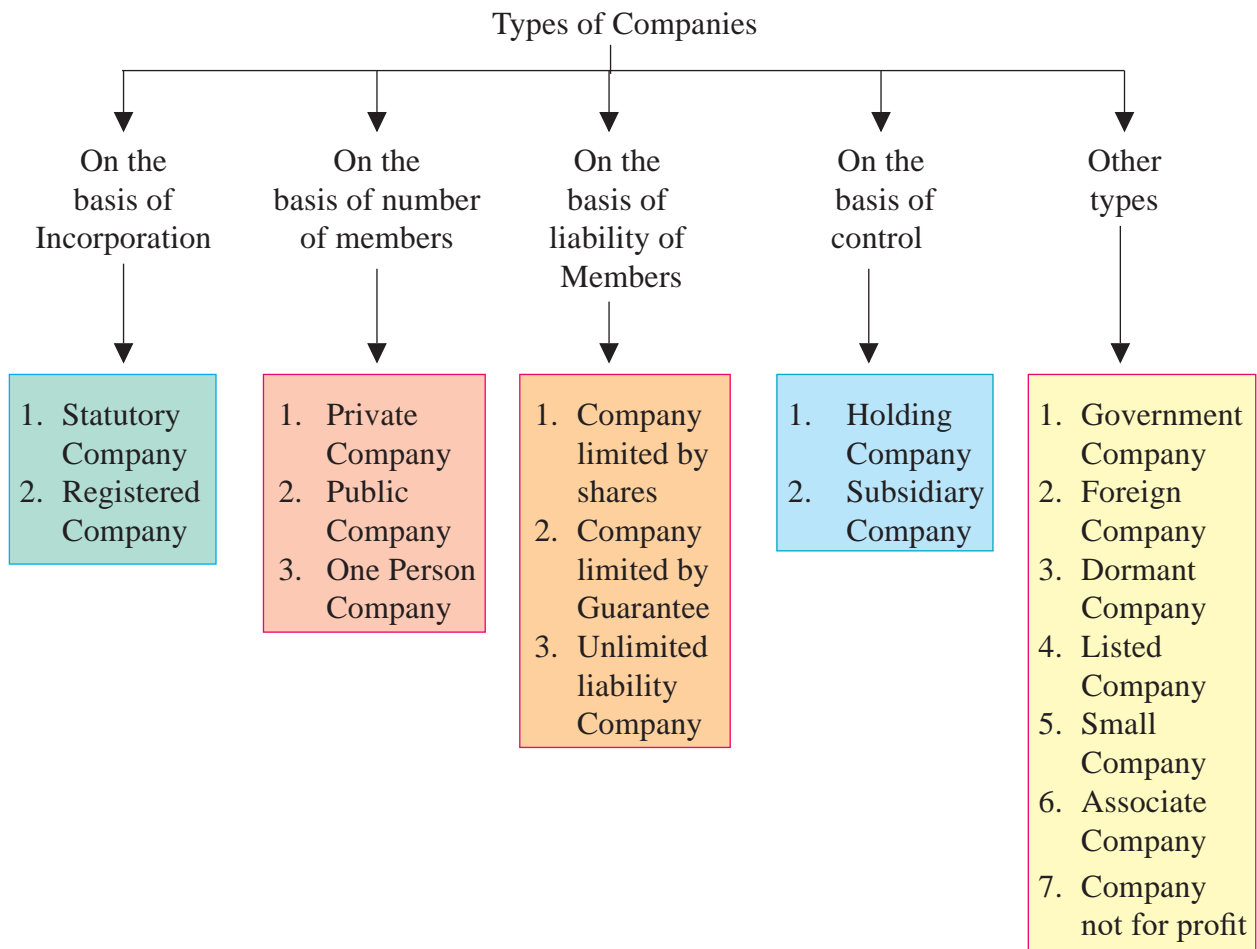 Types of Companies
On the
basis of
Incorporation
On the
basis of number
of members
On the
basis of
liability of
Members
On the
basis of
control
Other
types
1. Statutory
Company
2. Registered
Company
1. Private
Company
2. Public
Company
3. One Person
Company
1. Company
limited by
shares
2. Company
limited by
Guarantee
3. Unlimited
liability
Company
1. Holding
Company
2. Subsidiary
Company
1. Government
Company
2. Foreign
Company
3. Dormant
Company
4. Listed
Company
5. Small
Company
6. Associate
Company
7. Company
not for profit